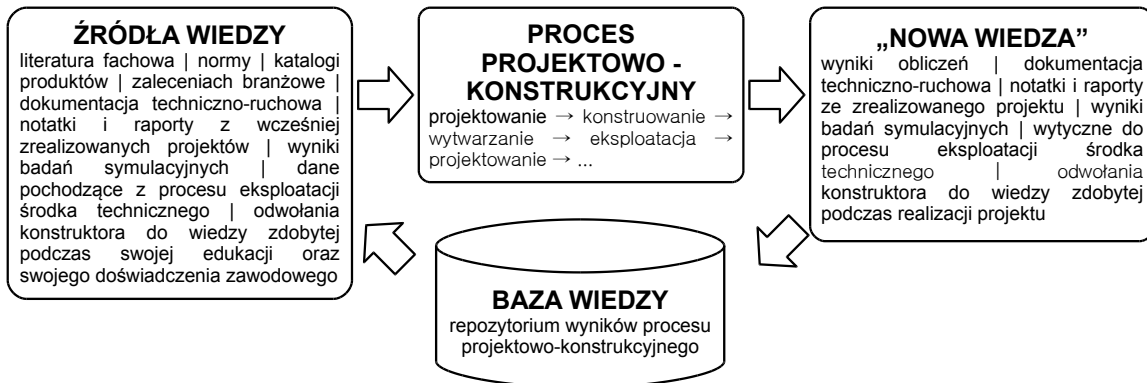 ŹRÓDŁA WIEDZY
literatura fachowa | normy | katalogi
produktów | zaleceniach branżowe |
dokumentacja techniczno-ruchowa |
notatki i raporty z wcześniej
zrealizowanych projektów | wyniki
badań symulacyjnych | dane
pochodzące z procesu eksploatacji
środka technicznego | odwołania
konstruktora do wiedzy zdobytej
podczas swojej edukacji oraz
swojego doświadczenia zawodowego
PROCES
PROJEKTOWO -
KONSTRUKCYJNY
projektowanie → konstruowanie →
wytwarzanie → eksploatacja →
projektowanie → ...
„NOWA WIEDZA”
wyniki obliczeń | dokumentacja
techniczno-ruchowa | notatki i raporty
ze zrealizowanego projektu | wyniki
badań symulacyjnych | wytyczne do
procesu eksploatacji środka
technicznego | odwołania
konstruktora do wiedzy zdobytej
podczas realizacji projektu
BAZA WIEDZY
repozytorium wyników procesu
projektowo-konstrukcyjnego